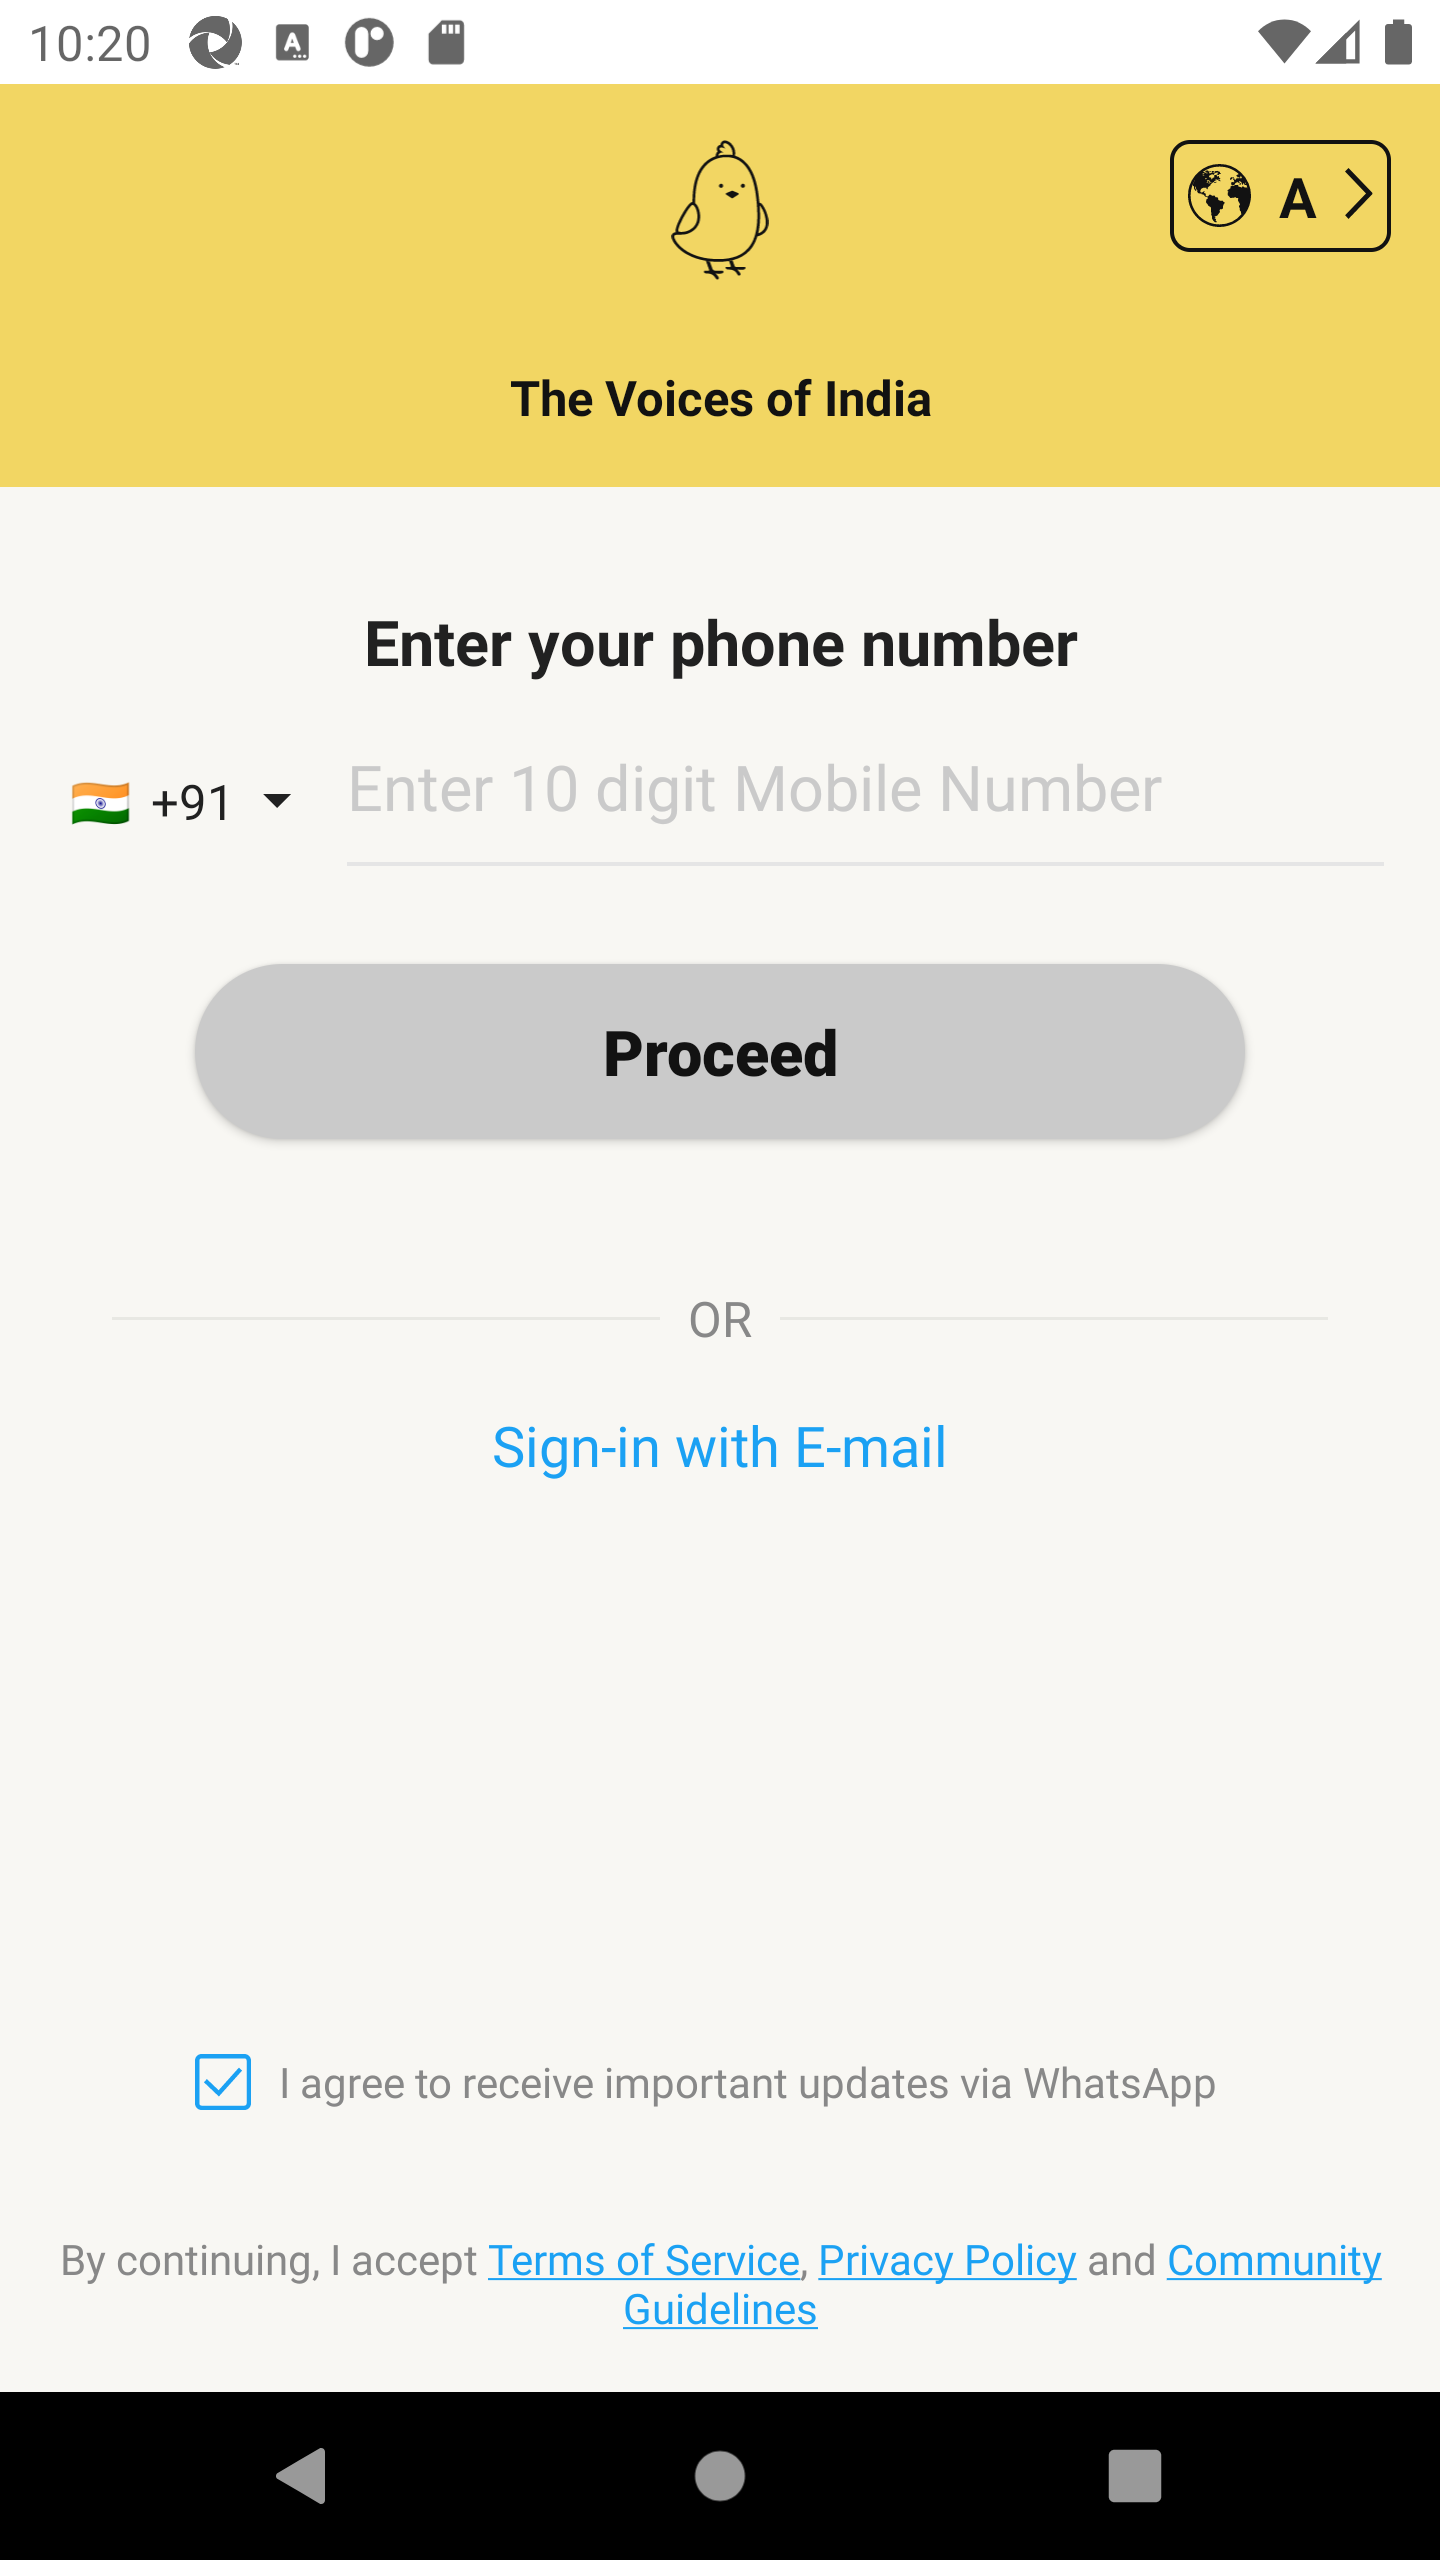 10:20
A
A
The Voices of India
Enter your phone number
+91
Enter 10 digit Mobile Number
Proceed
OR
Sign-in with E-mail
I agree to receive important updates via WhatsApp
By continuing, I accept Terms of Service, Privacy Policy and Community
Guidelines